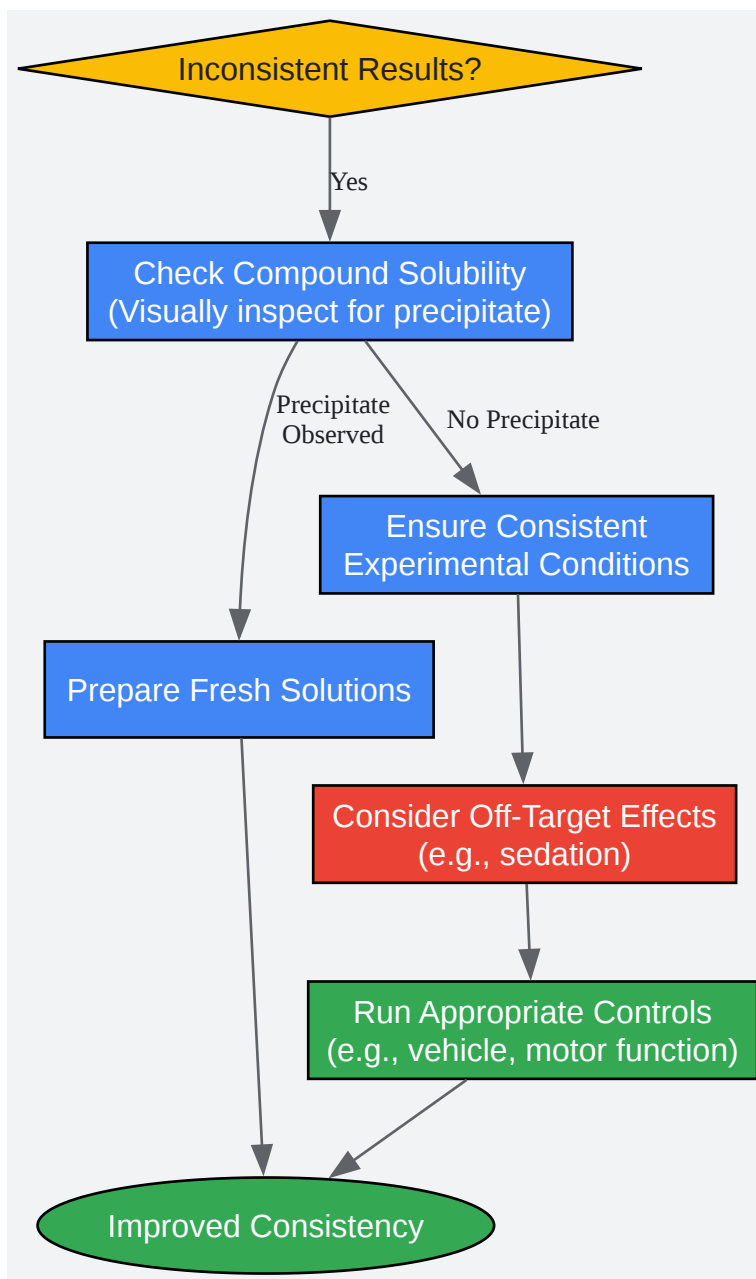 Inconsistent Results?
Yes
Check Compound Solubility
(Visually inspect for precipitate)
Precipitate
Observed
No Precipitate
Ensure Consistent
Experimental Conditions
Prepare Fresh Solutions
Consider Off-Target Effects
(e.g., sedation)
Run Appropriate Controls
(e.g., vehicle, motor function)
Improved Consistency